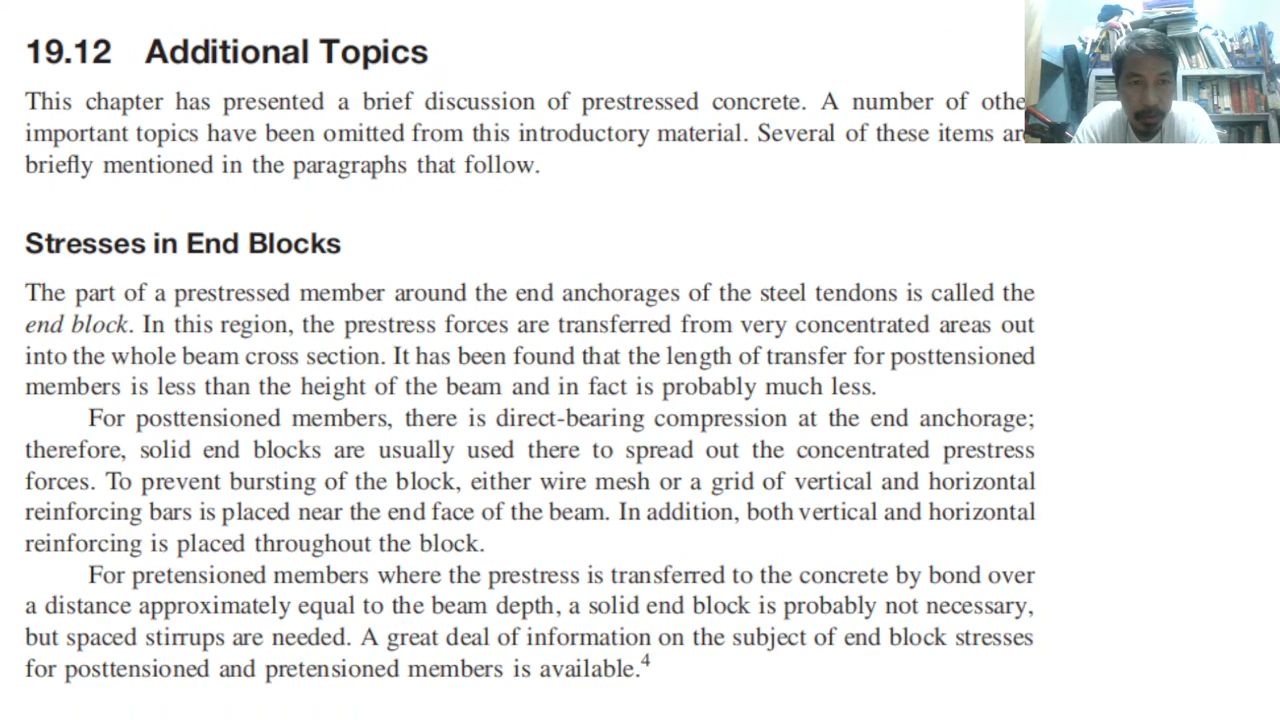 19.12 Additional Topics
This chapter has presented a brief discussion of prestressed concrete. A number of othe
important topics have been omitted from this introductory material. Several of these items are
briefly mentioned in the paragraphs that follow.
Stresses in End Blocks
The part of a prestressed member around the end anchorages of the steel tendons is called the
end block. In this region, the prestress forces are transferred from very concentrated areas out
into the whole beam cross section. It has been found that the length of transfer for posttensioned
members is less than the height of the beam and in fact is probably much less.
For posttensioned members, there is direct-bearing compression at the end anchorage;
therefore, solid end blocks are usually used there to spread out the concentrated prestress
forces. To prevent bursting of the block, either wire mesh or a grid of vertical and horizontal
reinforcing bars is placed near the end face of the beam. In addition, both vertical and horizontal
reinforcing is placed throughout the block.
For pretensioned members where the prestress is transferred to the concrete by bond over
a distance approximately equal to the beam depth, a solid end block is probably not necessary,
but spaced stirrups are needed. A great deal of information on the subject of end block stresses
for posttensioned and pretensioned members is available.4